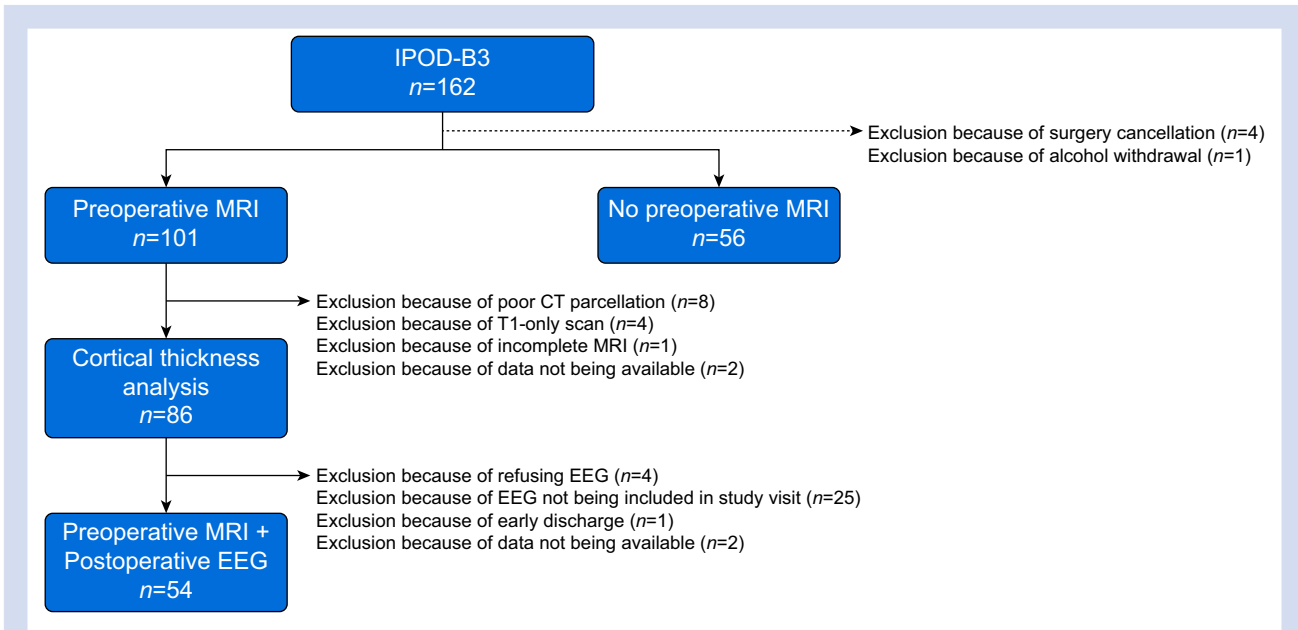 IPOD-B3
n=162
Exclusion because of surgery cancellation (n=4)
Exclusion because of alcohol withdrawal (n=1)
Preoperative MRI
n=101
No preoperative MRI
n=56
Exclusion because of poor CT parcellation (n=8)
Exclusion because of T1-only scan (n=4)
Exclusion because of incomplete MRI (n=1)
Exclusion because of data not being available (n=2)
Cortical thickness
analysis
n=86
Exclusion because of refusing EEG (n=4)
Exclusion because of EEG not being included in study visit (n=25)
Exclusion because of early discharge (n=1)
Exclusion because of data not being available (n=2)
Preoperative MRI +
Postoperative EEG
n=54